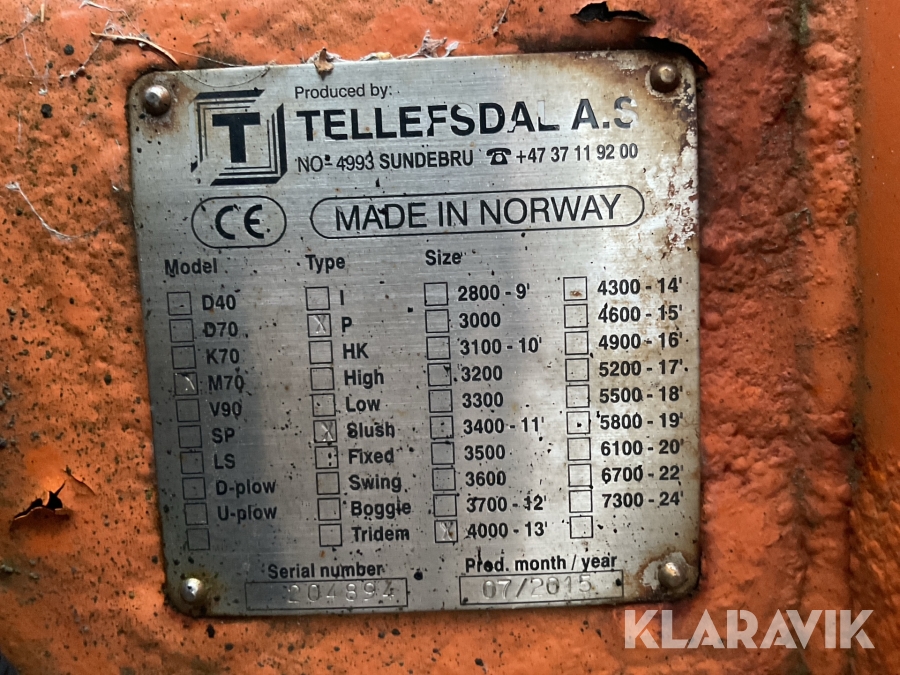 Produced by:
T TELLEFSDAL A.S
NO-4993 SUNDEBRU ☎ +47 37 11 92 00
CE MADE IN NORWAY
Model Type Size
D40 I 2800 - 9' 4300 - 14'
D70 X P 3000 4600 - 15'
K70 HK 3100 - 10' 4900 - 16'
X M70 High 3200 5200 - 17'
V90 Low 3300 5500 - 18'
SP X Slush 3400 - 11' 5800 - 19'
LS Fixed 3500 6100 - 20'
D-plow Swing 3600 6700 - 22'
U-plow Boggie 3700 - 12' 7300 - 24'
Tridem X 4000 - 13'
Serial number Prod. month / year
204894 07/2015
KLARAVIK